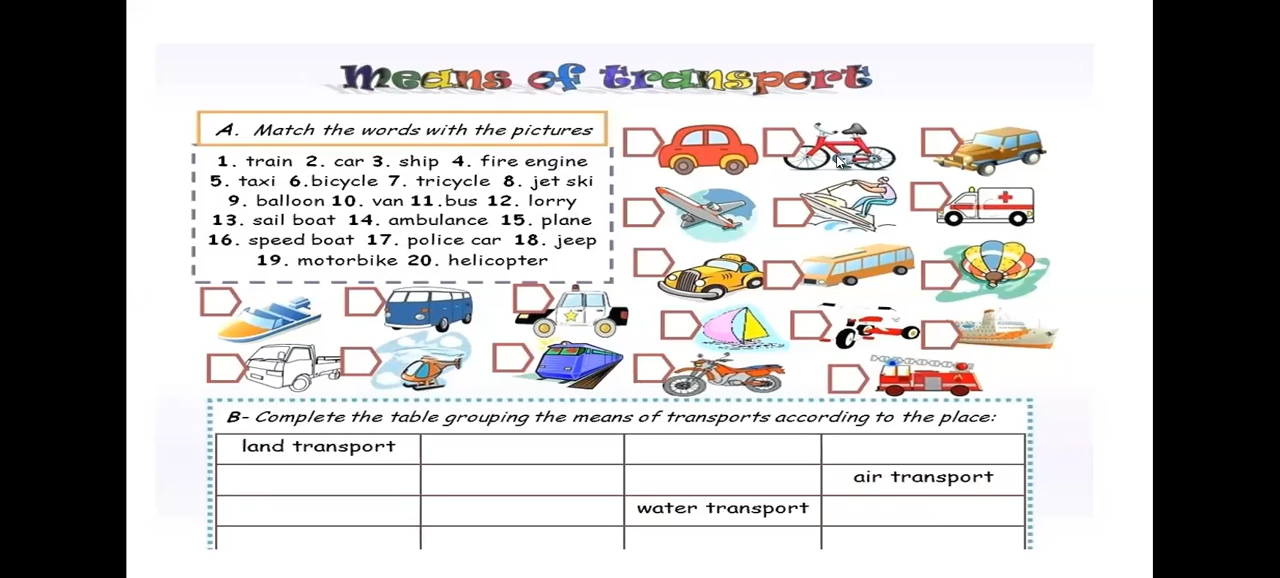 Means of transport
A. Match the words with the pictures
1. train 2. car 3. ship 4. fire engine
5. taxi 6.bicycle 7. tricycle 8. jet ski
9. balloon 10. van 11.bus 12. lorry
13. sail boat 14. ambulance 15. plane
16. speed boat 17. police car 18. jeep
19. motorbike 20. helicopter
B- Complete the table grouping the means of transports according to the place:
land transport
air transport
water transport